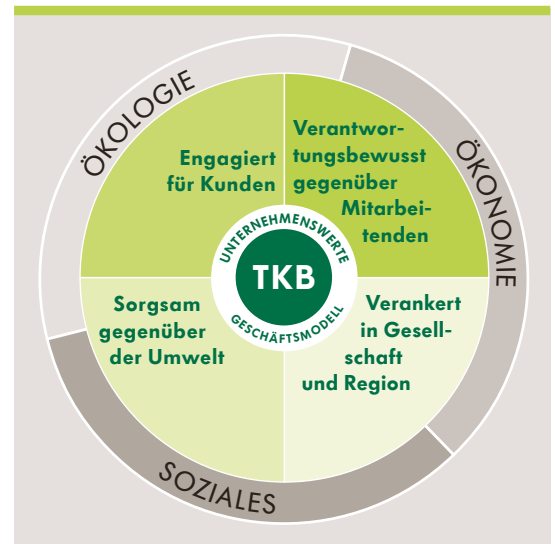 ÖKOLOGIE
ÖKONOMIE
Engagiert
für Kunden
Verantwor-
tungsbewusst
gegenüber
Mitarbei-
tenden
UNTERNEHMENSWERTE
TKB
GESCHÄFTSMODELL
Sorgsam
gegenüber
der Umwelt
Verankert
in Gesell-
schaft
und Region
SOZIALES